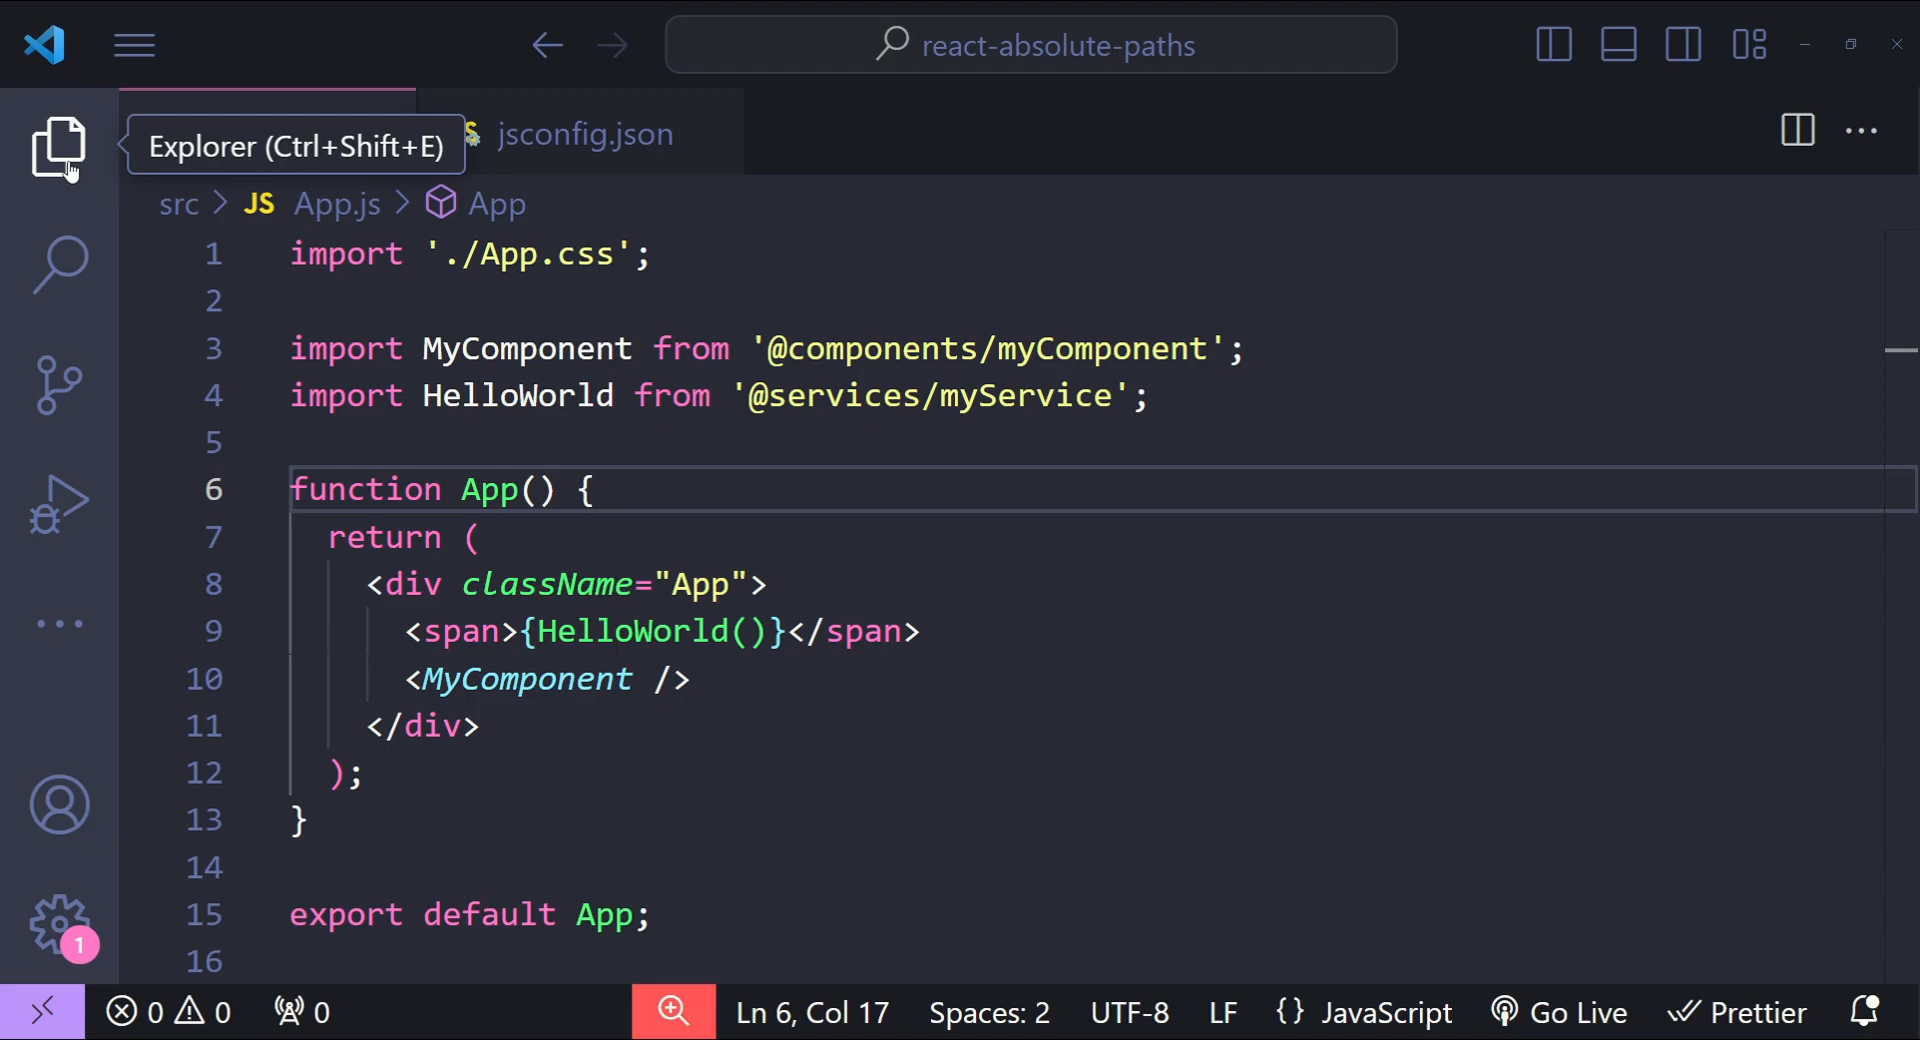 react-absolute-paths
Explorer (Ctrl+Shift+E)
jsconfig.json
src > JS App.js > App
1 import './App.css';
2
3 import MyComponent from '@components/myComponent';
4 import HelloWorld from '@services/myService';
5
6 function App() {
7 return (
8 <div className="App">
9 <span>{HelloWorld()}</span>
10 <MyComponent />
11 </div>
12 );
13 }
14
15 export default App;
16
1
0 0 0 Ln 6, Col 17 Spaces: 2 UTF-8 LF {} JavaScript Go Live Prettier